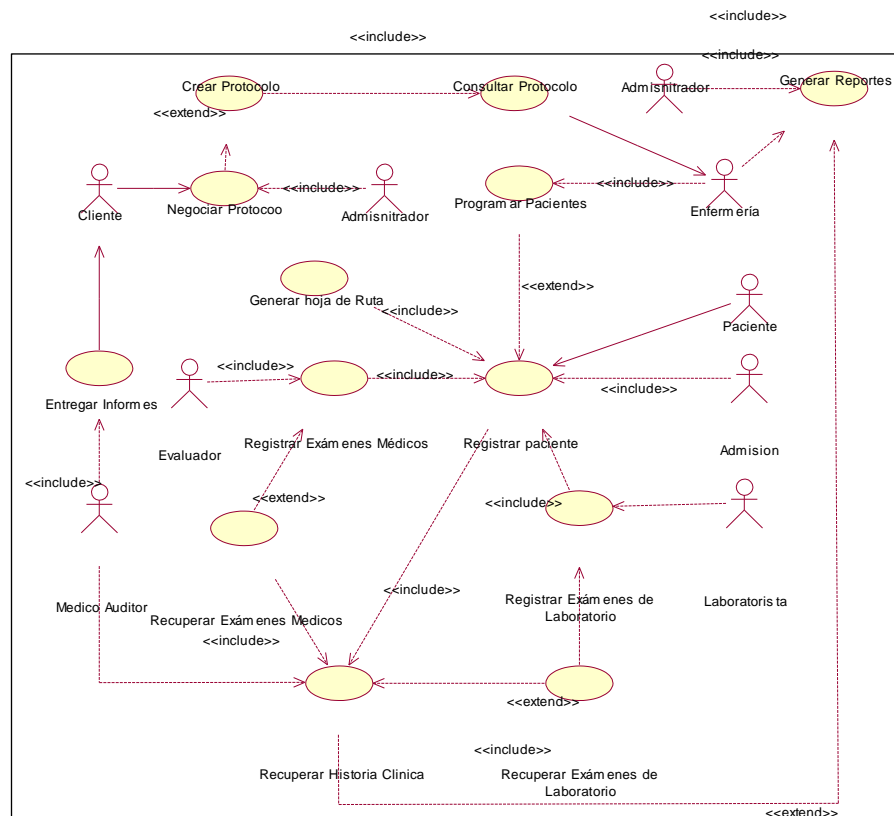 <<include>>
<<include>>
<<include>>
Crear Protocolo
Consultar Protocolo
Admisnitrador
Generar Reportes
<<extend>>
<<include>>
<<include>>
Cliente
Negociar Protocoo
Admisnitrador
Programar Pacientes
Enfermería
<<extend>>
Generar hoja de Ruta
<<include>>
Paciente
<<include>>
<<include>>
<<include>>
Entregar Informes
Evaluador
Registrar Exámenes Médicos
Registrar paciente
Admision
<<include>>
<<extend>>
<<include>>
<<include>>
Medico Auditor
Recuperar Exámenes Medicos
Registrar Exámenes de
Laboratorio
Laboratorista
<<include>>
<<extend>>
<<include>>
Recuperar Historia Clinica
Recuperar Exámenes de
Laboratorio
<<extend>>